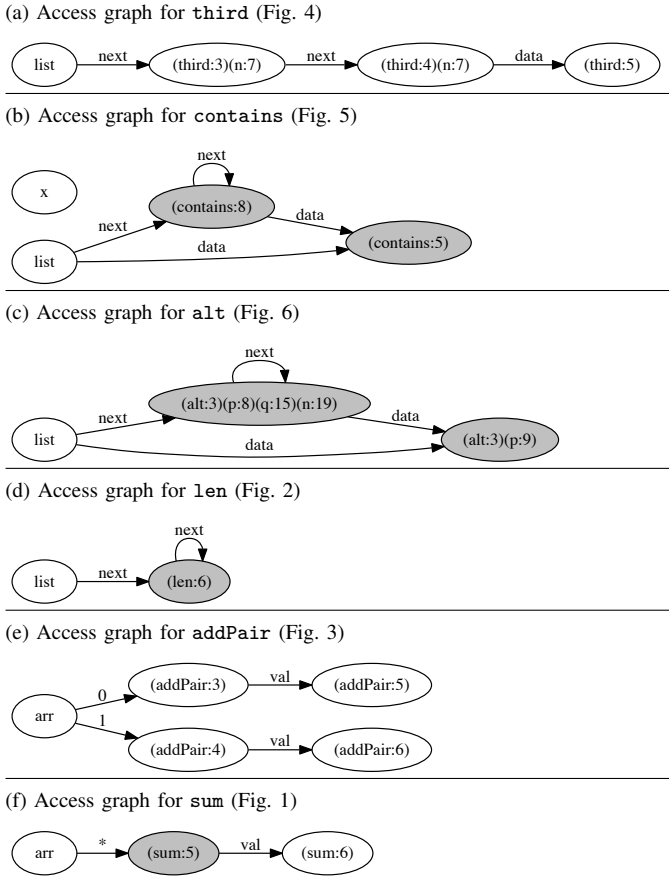 (a) Access graph for third (Fig. 4)
list next (third:3)(n:7) next (third:4)(n:7) data (third:5)
(b) Access graph for contains (Fig. 5)
next
x
(contains:8)
next
data
(contains:5)
data
list
(c) Access graph for alt (Fig. 6)
next
(alt:3)(p:8)(q:15)(n:19)
next
data
list
data
(alt:3)(p:9)
(d) Access graph for len (Fig. 2)
next
list next (len:6)
(e) Access graph for addPair (Fig. 3)
(addPair:3) val (addPair:5)
0
arr
1
(addPair:4) val (addPair:6)
(f) Access graph for sum (Fig. 1)
arr * (sum:5) val (sum:6)